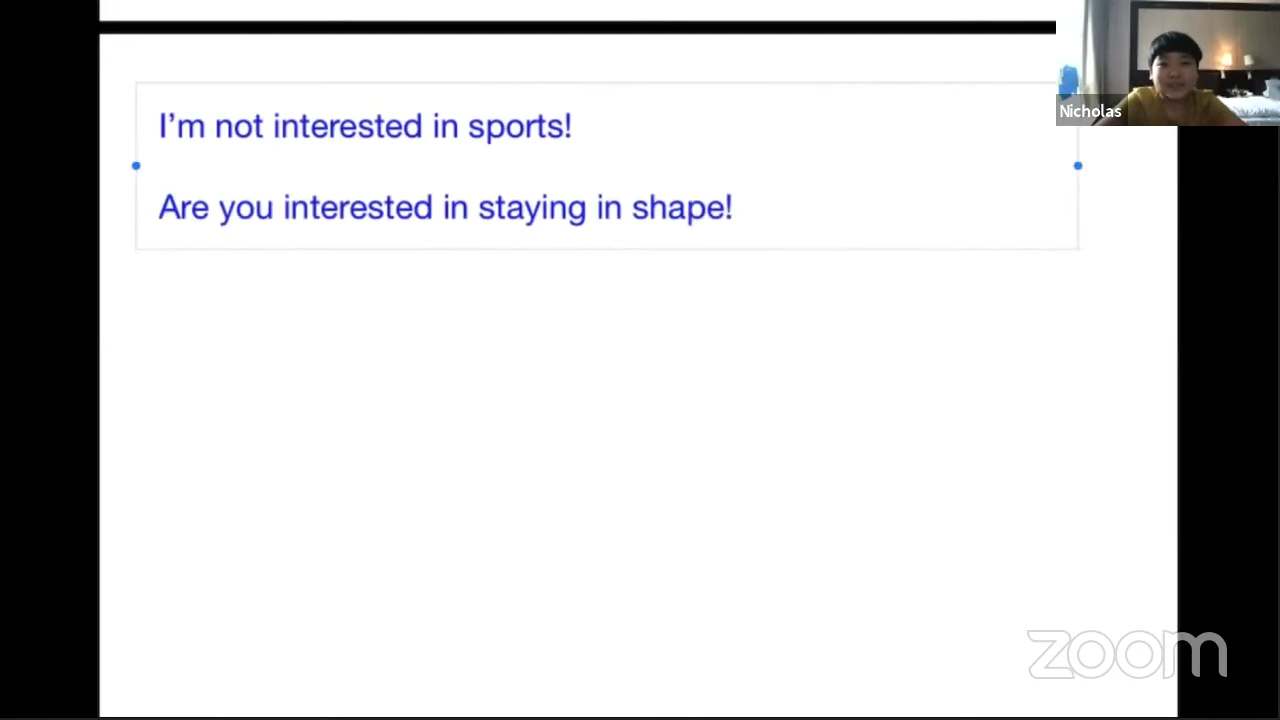 I'm not interested in sports!
Are you interested in staying in shape!
Nicholas
zoom